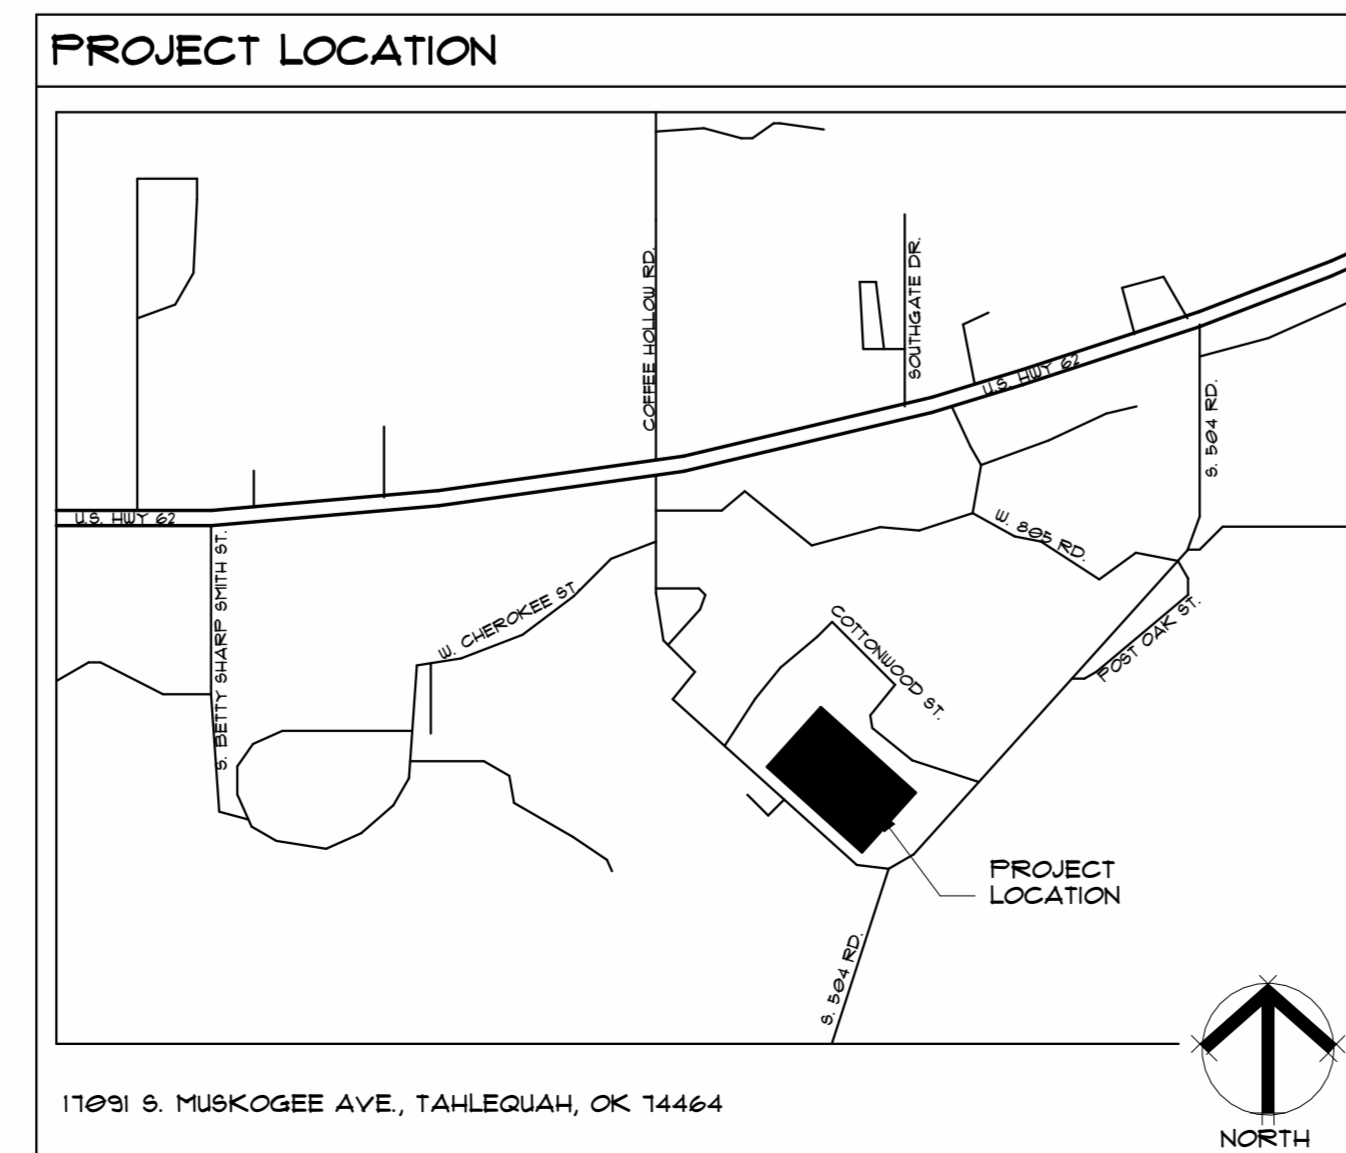 PROJECT LOCATION
COFFEE HOLLOW RD.
SOUTHGATE DR.
U.S. HWY 62
S. 504 RD.
U.S. HWY 62
S. BETTY SHARP SMITH ST.
W. CHEROKEE ST.
W. 805 RD.
COTTONWOOD ST.
POST OAK ST.
PROJECT
LOCATION
S. 504 RD.
17091 S. MUSKOGEE AVE., TAHLEQUAH, OK 74464
NORTH